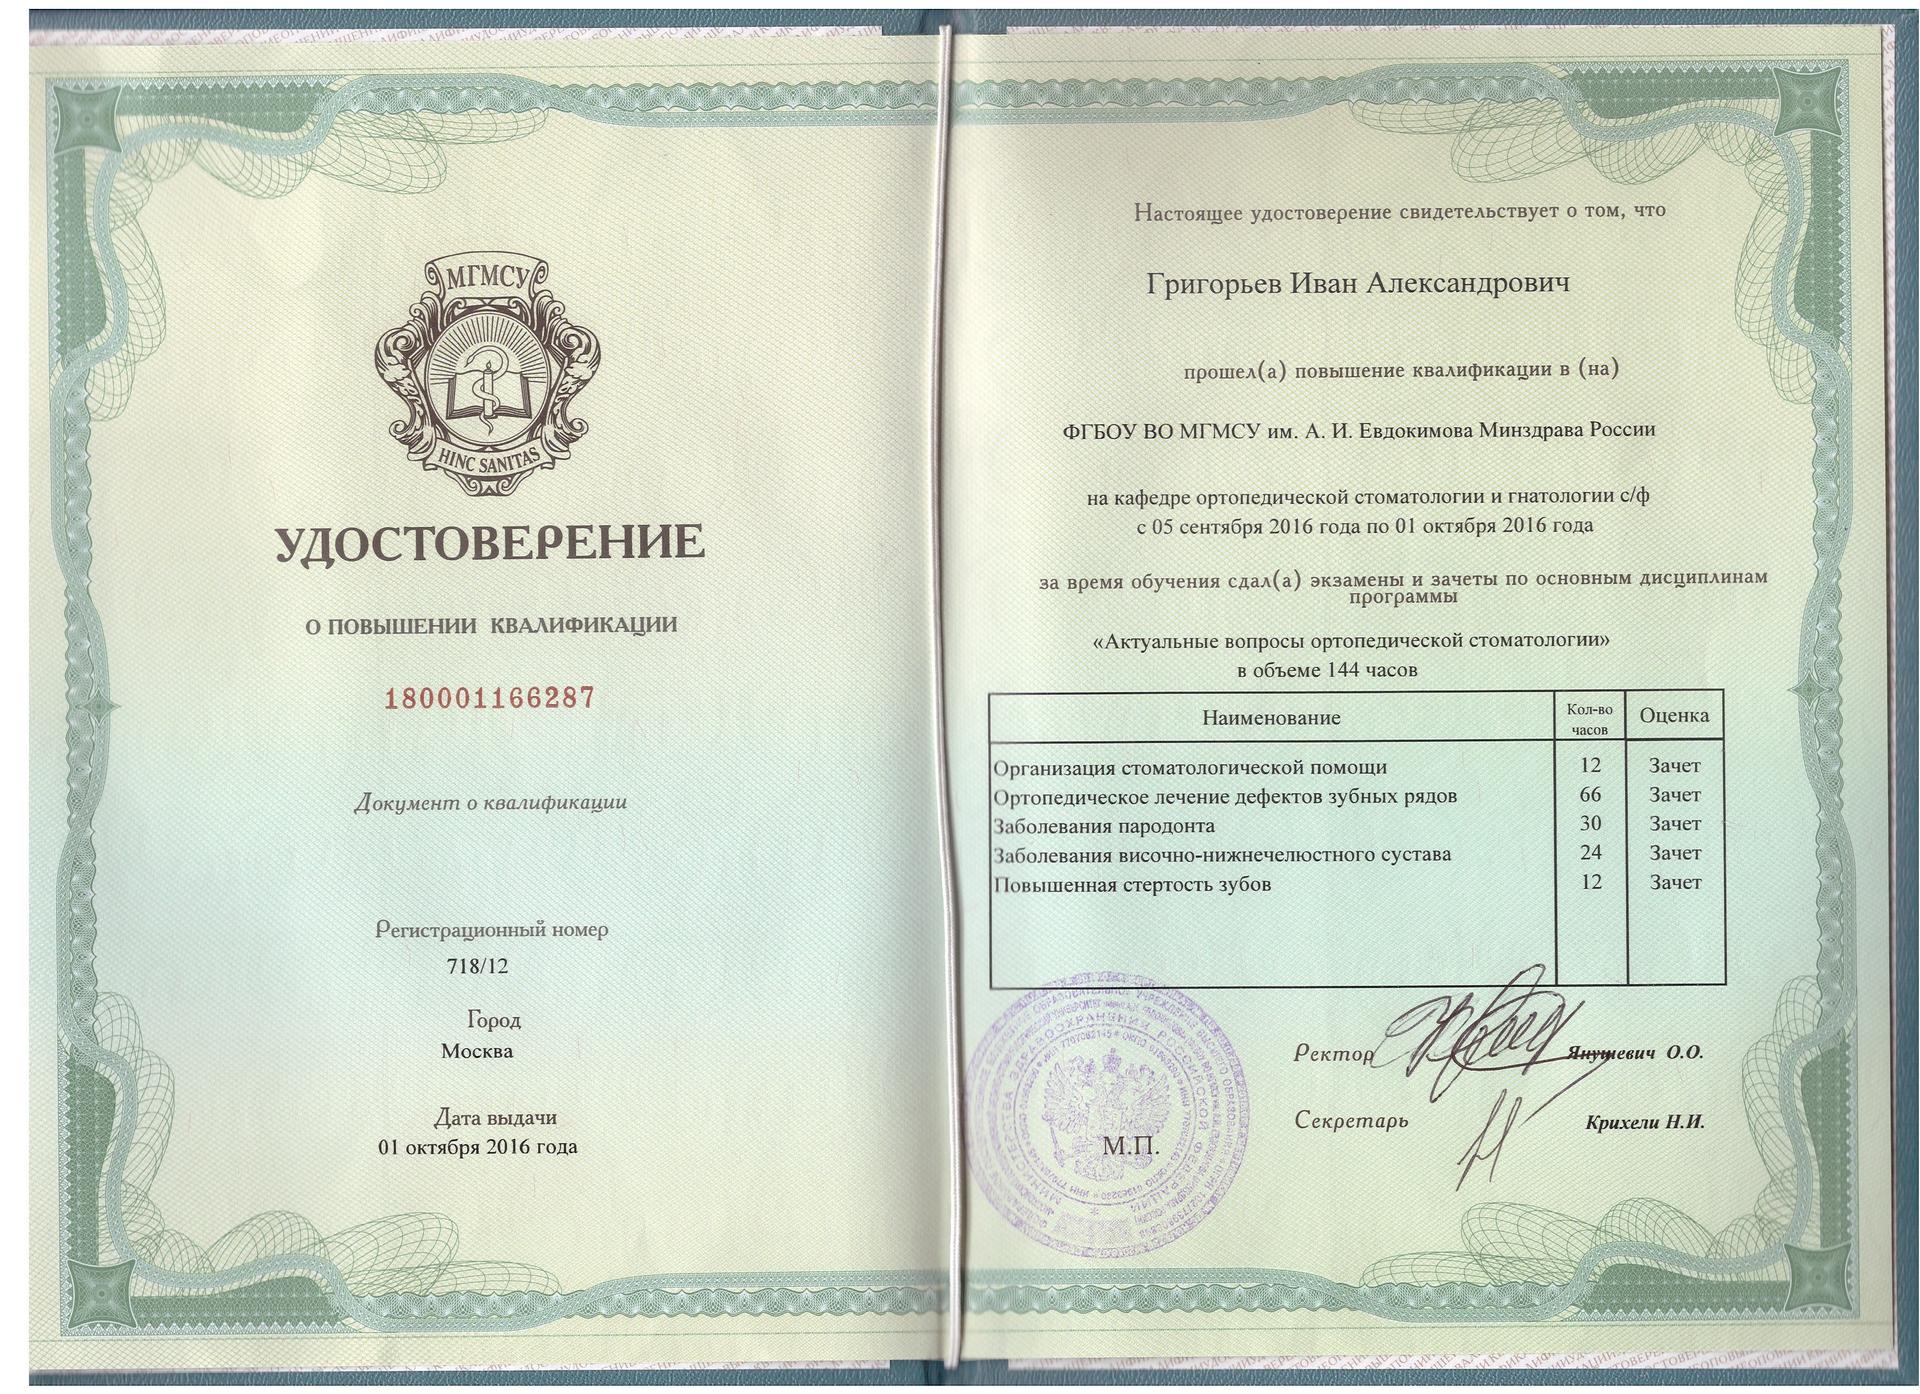 МГМСУ
HINC SANITAS
УДОСТОВЕРЕНИЕ
О ПОВЫШЕНИИ КВАЛИФИКАЦИИ
180001166287
Документ о квалификации
Регистрационный номер
718/12
Город
Москва
Дата выдачи
01 октября 2016 года
Настоящее удостоверение свидетельствует о том, что
Григорьев Иван Александрович
прошел(а) повышение квалификации в (на)
ФГБОУ ВО МГМСУ им. А. И. Евдокимова Минздрава России
на кафедре ортопедической стоматологии и гнатологии с/ф
с 05 сентября 2016 года по 01 октября 2016 года
за время обучения сдал(а) экзамены и зачеты по основным дисциплинам
программы
«Актуальные вопросы ортопедической стоматологии»
в объеме 144 часов
Наименование Кол-во часов Оценка
Организация стоматологической помощи 12 Зачет
Ортопедическое лечение дефектов зубных рядов 66 Зачет
Заболевания пародонта 30 Зачет
Заболевания височно-нижнечелюстного сустава 24 Зачет
Повышенная стертость зубов 12 Зачет
Ректор Янушевич О.О.
Секретарь Крихели Н.И.
М.П.
МИНИСТЕРСТВА ЗДРАВООХРАНЕНИЯ РОССИЙСКОЙ ФЕДЕРАЦИИ